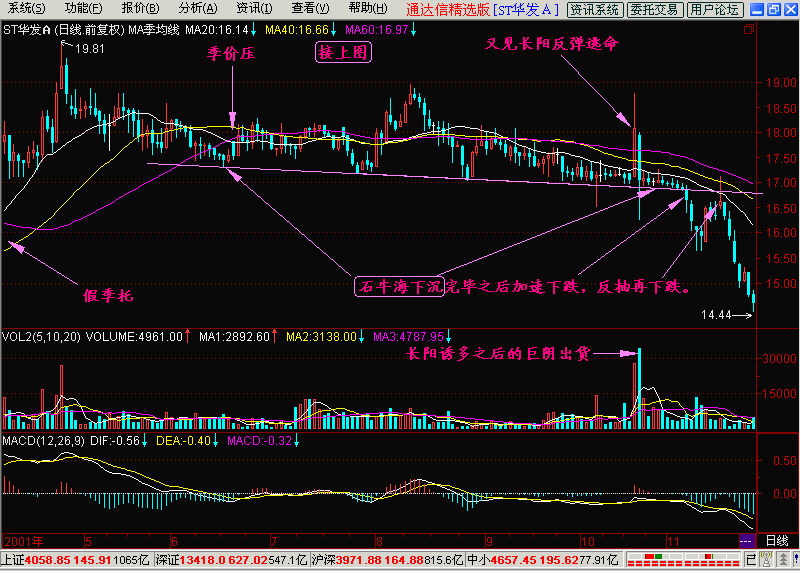 系统(S) 功能(F) 报价(B) 分析(A) 资讯(I) 查看(V) 帮助(H) 通达信精选版 [ST华发A] 资讯系统 委托交易 用户论坛
ST华发A (日线.前复权) MA季均线 MA20:16.14↓ MA40:16.66↓ MA60:16.97↓
19.81
季价压
接上图
又见长阳反弹逃命
19.00
18.50
18.00
17.50
17.00
16.50
16.00
15.50
15.00
假季托
石牛海下沉完毕之后加速下跌，反抽再下跌。
14.44
VOL2(5,10,20) VOLUME:4961.00↑ MA1:2892.60↑ MA2:3138.00↓ MA3:4787.95↓
长阳诱多之后的巨阴出货
30000
15000
MACD(12,26,9) DIF:-0.56↓ DEA:-0.40↓ MACD:-0.32↓
0.50
0.00
2001年 5 6 7 8 9 10 11 日线
上证4058.85 145.91 1065亿 深证13418.0 627.02 547.1亿 沪深3971.88 164.88 815.6亿 中小4657.45 195.62 77.91亿